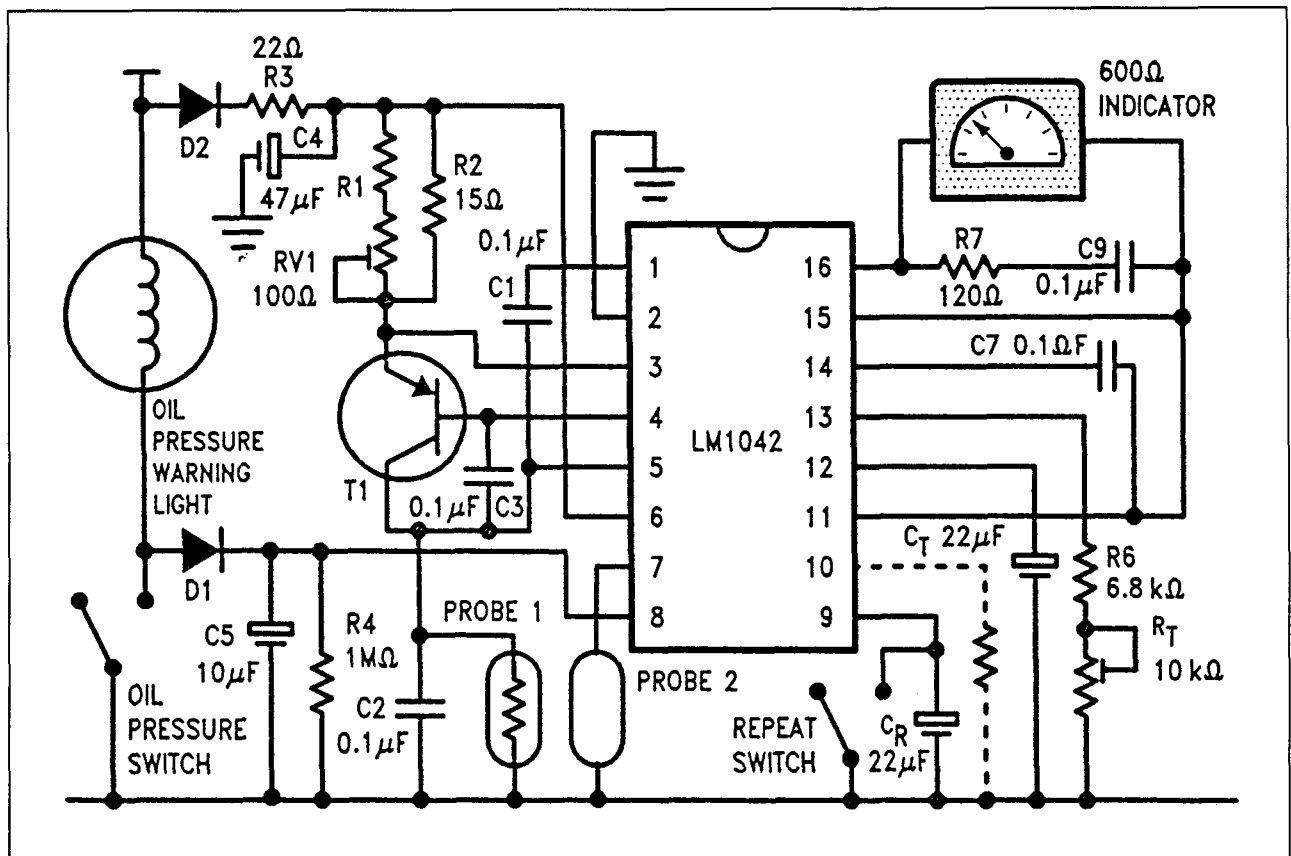 22Ω
R3
D2
C4
47μF
R1
R2
15Ω
RV1
100Ω
0.1μF
C1
600Ω
INDICATOR
R7
120Ω
C9
0.1μF
C7 0.1ΩF
1
2
3
4
5
6
7
8
16
15
14
13
12
11
10
9
LM1042
OIL
PRESSURE
WARNING
LIGHT
T1
0.1μF
C3
D1
C5
10μF
R4
1MΩ
C2
0.1μF
PROBE 1
PROBE 2
OIL
PRESSURE
SWITCH
REPEAT
SWITCH
CR
22μF
CT 22μF
R6
6.8 kΩ
RT
10 kΩ